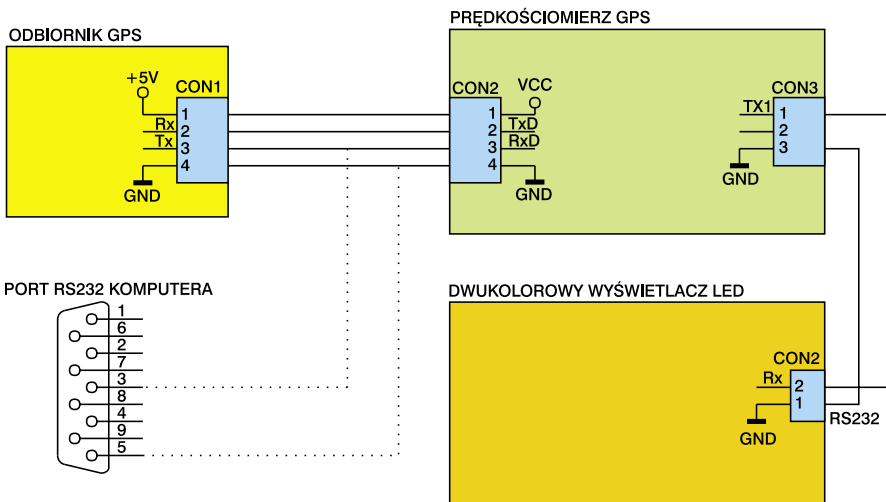 ODBIORNIK GPS
+5V
CON1
1
Rx 2
Tx 3
4
GND
PRĘDKOŚCIOMIERZ GPS
CON2
VCC
1
2 TxD
3 RxD
4
GND
CON3
TX1 1
2
3
GND
PORT RS232 KOMPUTERA
1
6
2
7
3
8
4
9
5
DWUKOLOROWY WYŚWIETLACZ LED
CON2
Rx 2
1
GND
RS232